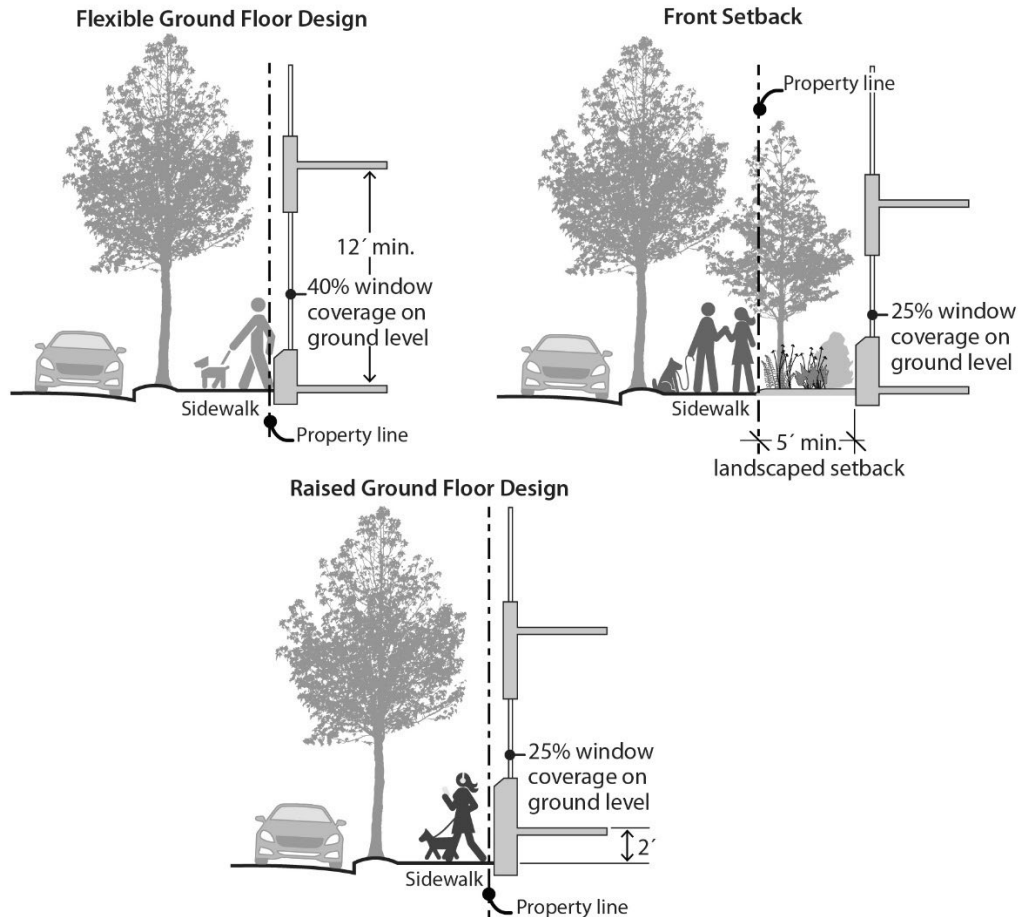 Flexible Ground Floor Design
12´ min.
40% window
coverage on
ground level
Sidewalk
Property line
Front Setback
Property line
25% window
coverage on
ground level
Sidewalk
5´ min.
landscaped setback
Raised Ground Floor Design
25% window
coverage on
ground level
2´
Sidewalk
Property line